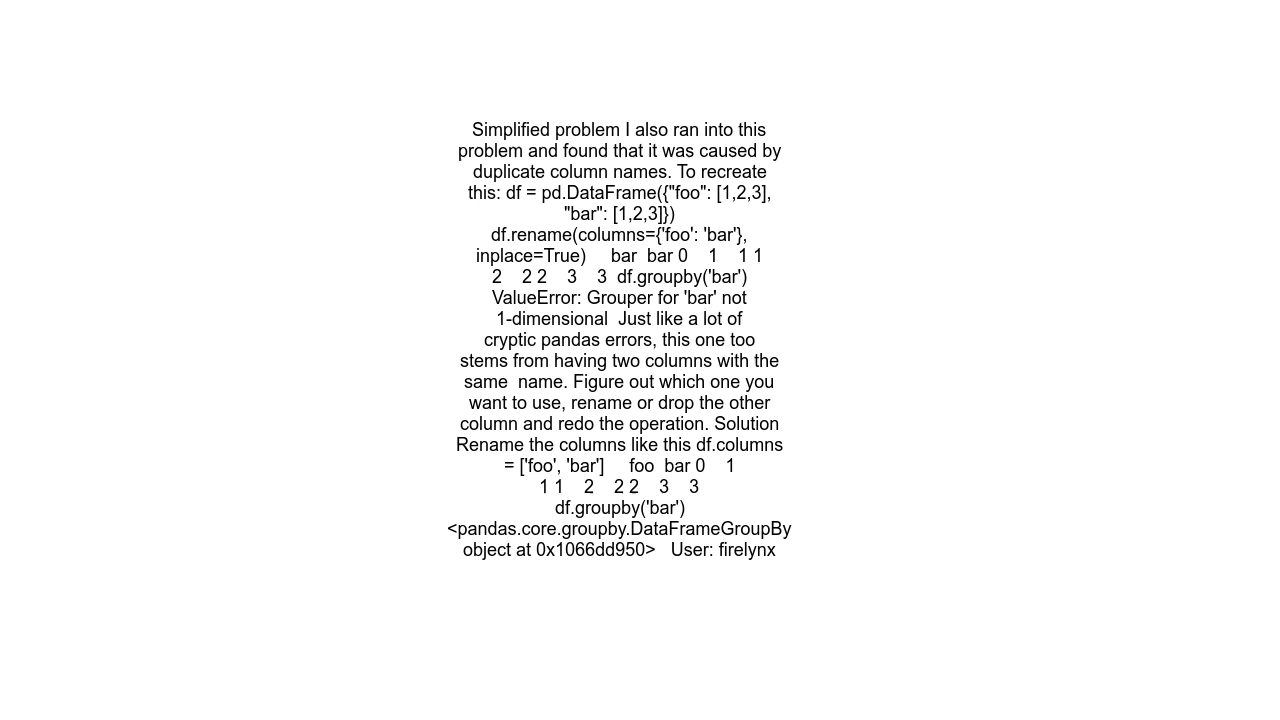 Simplified problem I also ran into this
problem and found that it was caused by
duplicate column names. To recreate
this: df = pd.DataFrame({"foo": [1,2,3],
"bar": [1,2,3]})
df.rename(columns={'foo': 'bar'},
inplace=True)     bar  bar 0    1    1 1
2    2 2    3    3  df.groupby('bar')
ValueError: Grouper for 'bar' not
1-dimensional  Just like a lot of
cryptic pandas errors, this one too
stems from having two columns with the
same  name. Figure out which one you
want to use, rename or drop the other
column and redo the operation. Solution
Rename the columns like this df.columns
= ['foo', 'bar']     foo  bar 0    1
1 1    2    2 2    3    3
df.groupby('bar')
<pandas.core.groupby.DataFrameGroupBy
object at 0x1066dd950>   User: firelynx